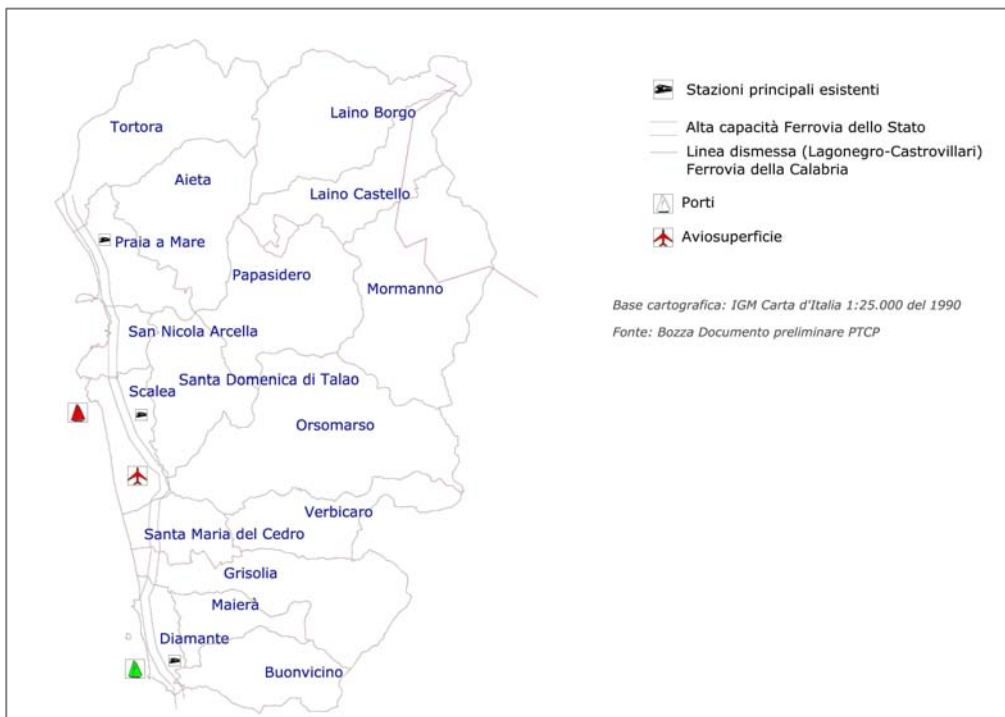 Tortora
Laino Borgo
Aieta
Laino Castello
Praia a Mare
Papasidero
Mormanno
San Nicola Arcella
Santa Domenica di Talao
Scalea
Orsomarso
Verbicaro
Santa Maria del Cedro
Grisolia
Maierà
Diamante
Buonvicino
Stazioni principali esistenti
Alta capacità Ferrovia dello Stato
Linea dismessa (Lagonegro-Castrovillari)
Ferrovia della Calabria
Porti
Aviosuperficie
Base cartografica: IGM Carta d'Italia 1:25.000 del 1990
Fonte: Bozza Documento preliminare PTCP